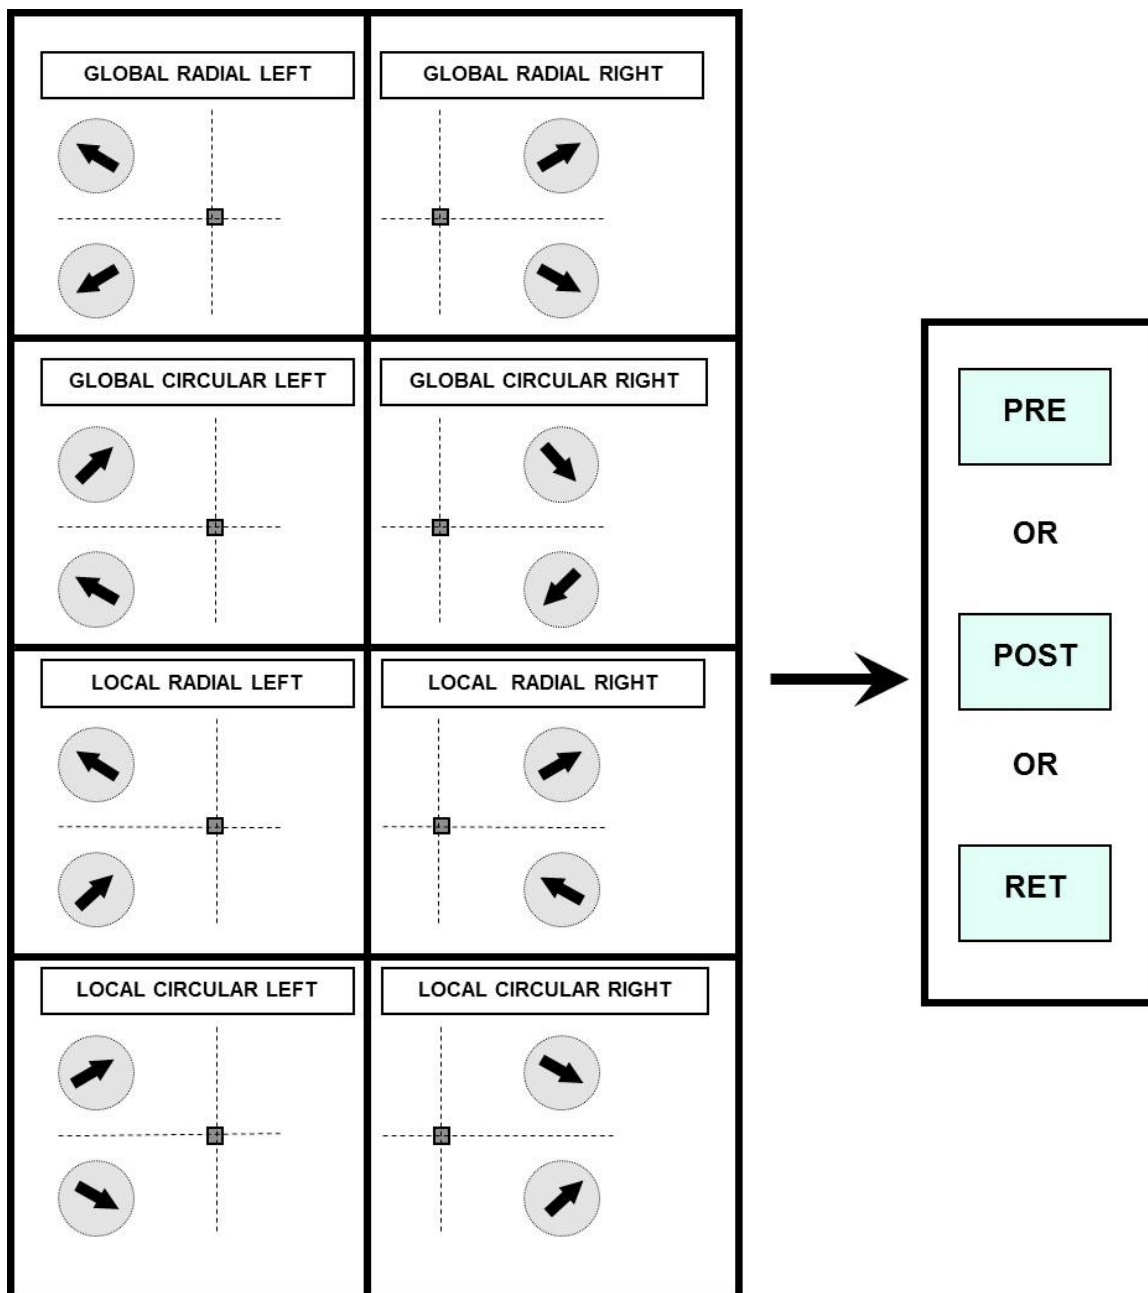 GLOBAL RADIAL LEFT
GLOBAL RADIAL RIGHT
GLOBAL CIRCULAR LEFT
GLOBAL CIRCULAR RIGHT
LOCAL RADIAL LEFT
LOCAL RADIAL RIGHT
LOCAL CIRCULAR LEFT
LOCAL CIRCULAR RIGHT
PRE
OR
POST
OR
RET